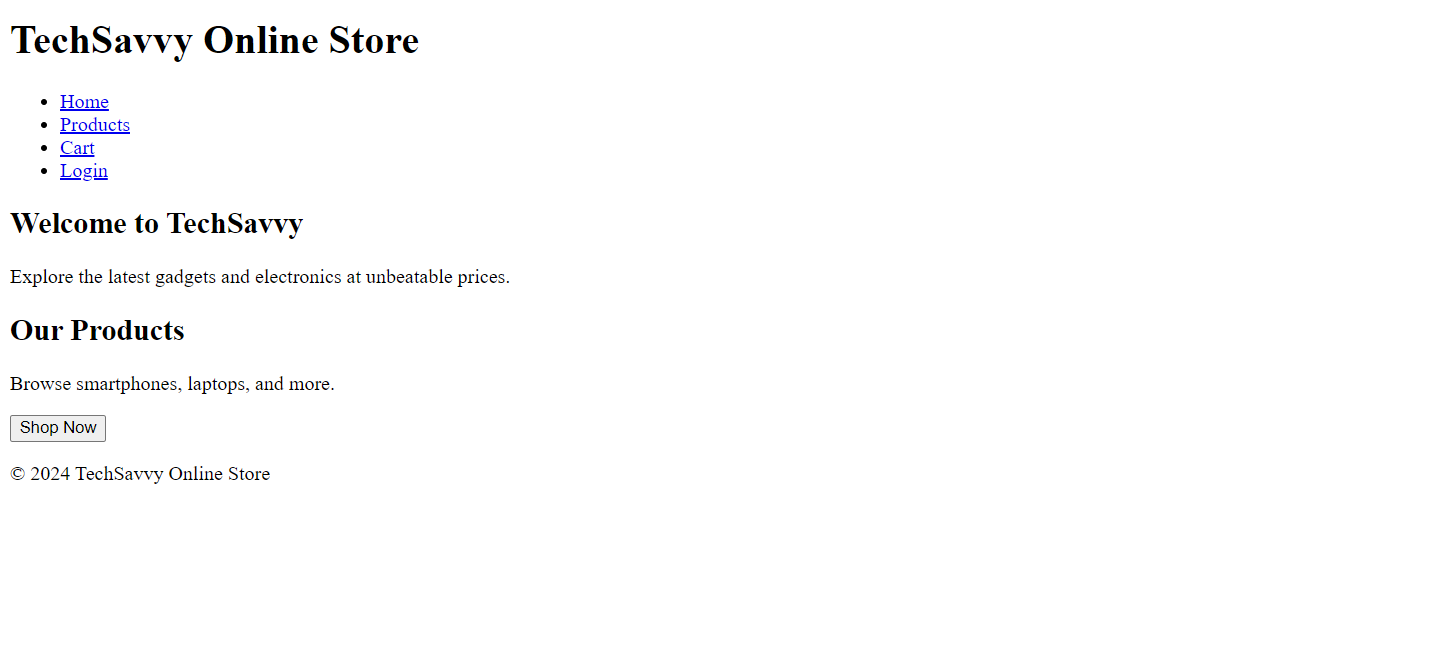 TechSavvy Online Store
Home
Products
Cart
Login
Welcome to TechSavvy
Explore the latest gadgets and electronics at unbeatable prices.
Our Products
Browse smartphones, laptops, and more.
Shop Now
© 2024 TechSavvy Online Store